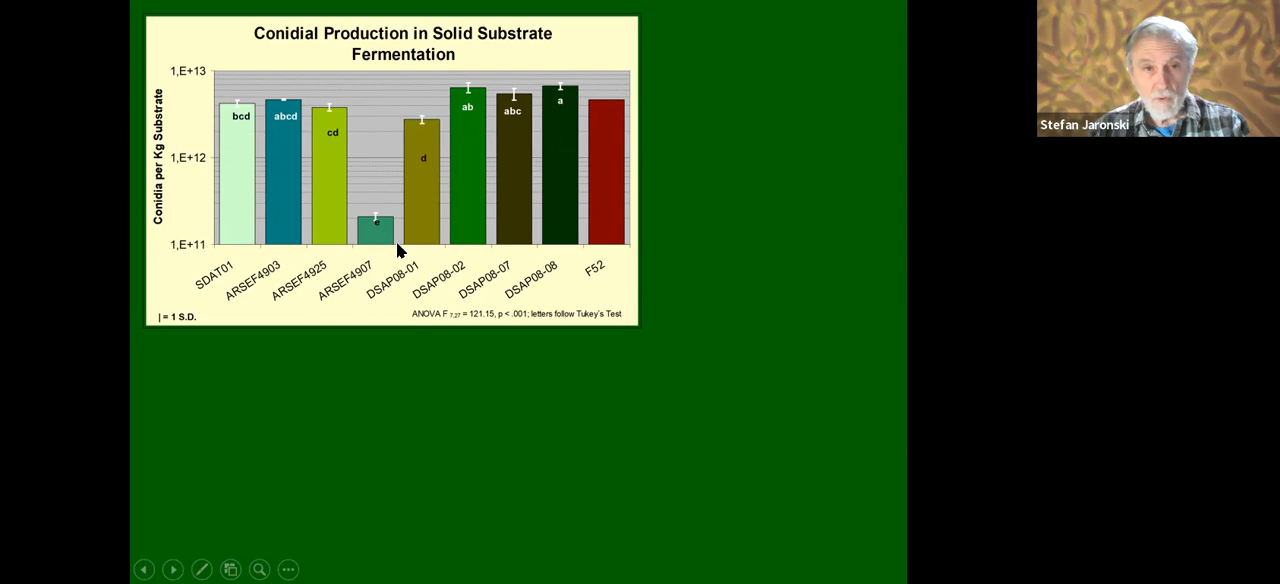 Conidial Production in Solid Substrate
Fermentation
Conidia per Kg Substrate
1,E+13
1,E+12
1,E+11
bcd
abcd
cd
e
d
ab
abc
a
SDAT01
ARSEF4903
ARSEF4925
ARSEF4907
DSAP08-01
DSAP08-02
DSAP08-07
DSAP08-08
F52
| = 1 S.D.
ANOVA F 7,27 = 121.15, p < .001; letters follow Tukey's Test
Stefan Jaronski